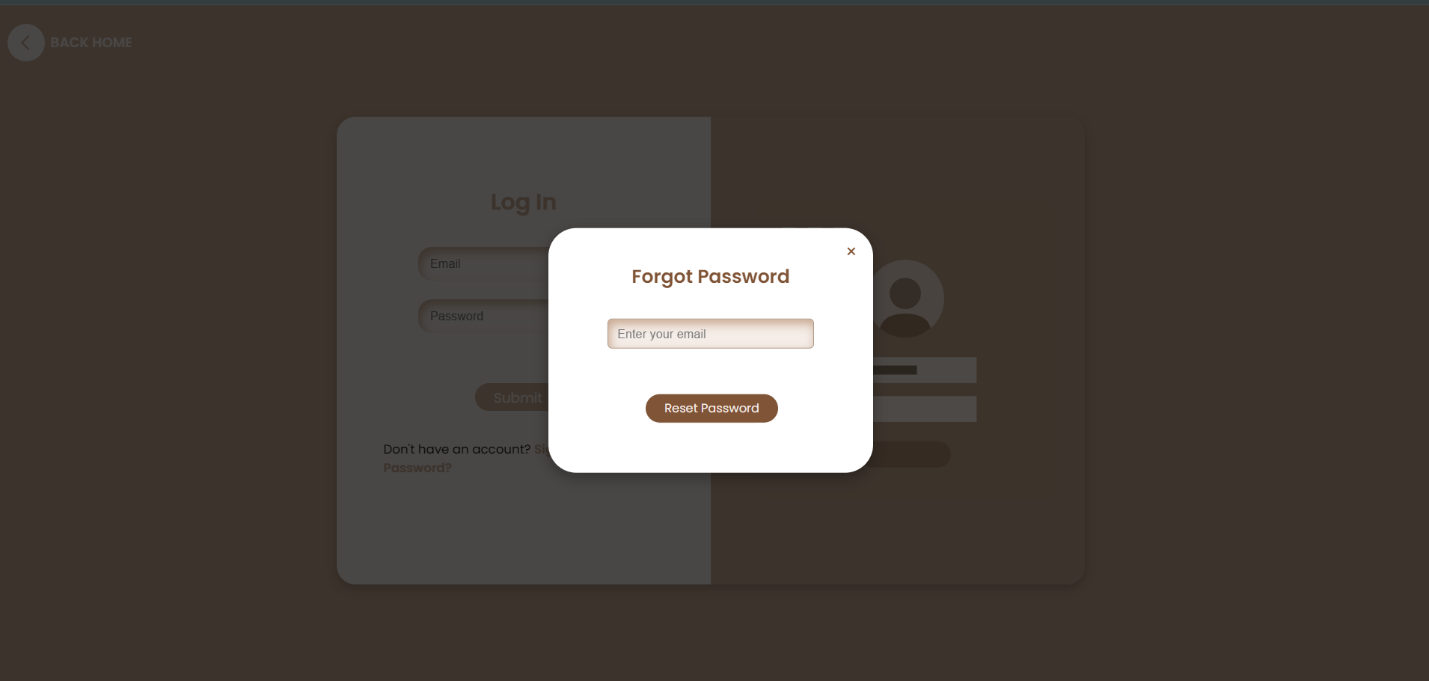 BACK HOME
Log In
Email
Password
Submit
Don't have an account?
Password?
×
Forgot Password
Enter your email
Reset Password